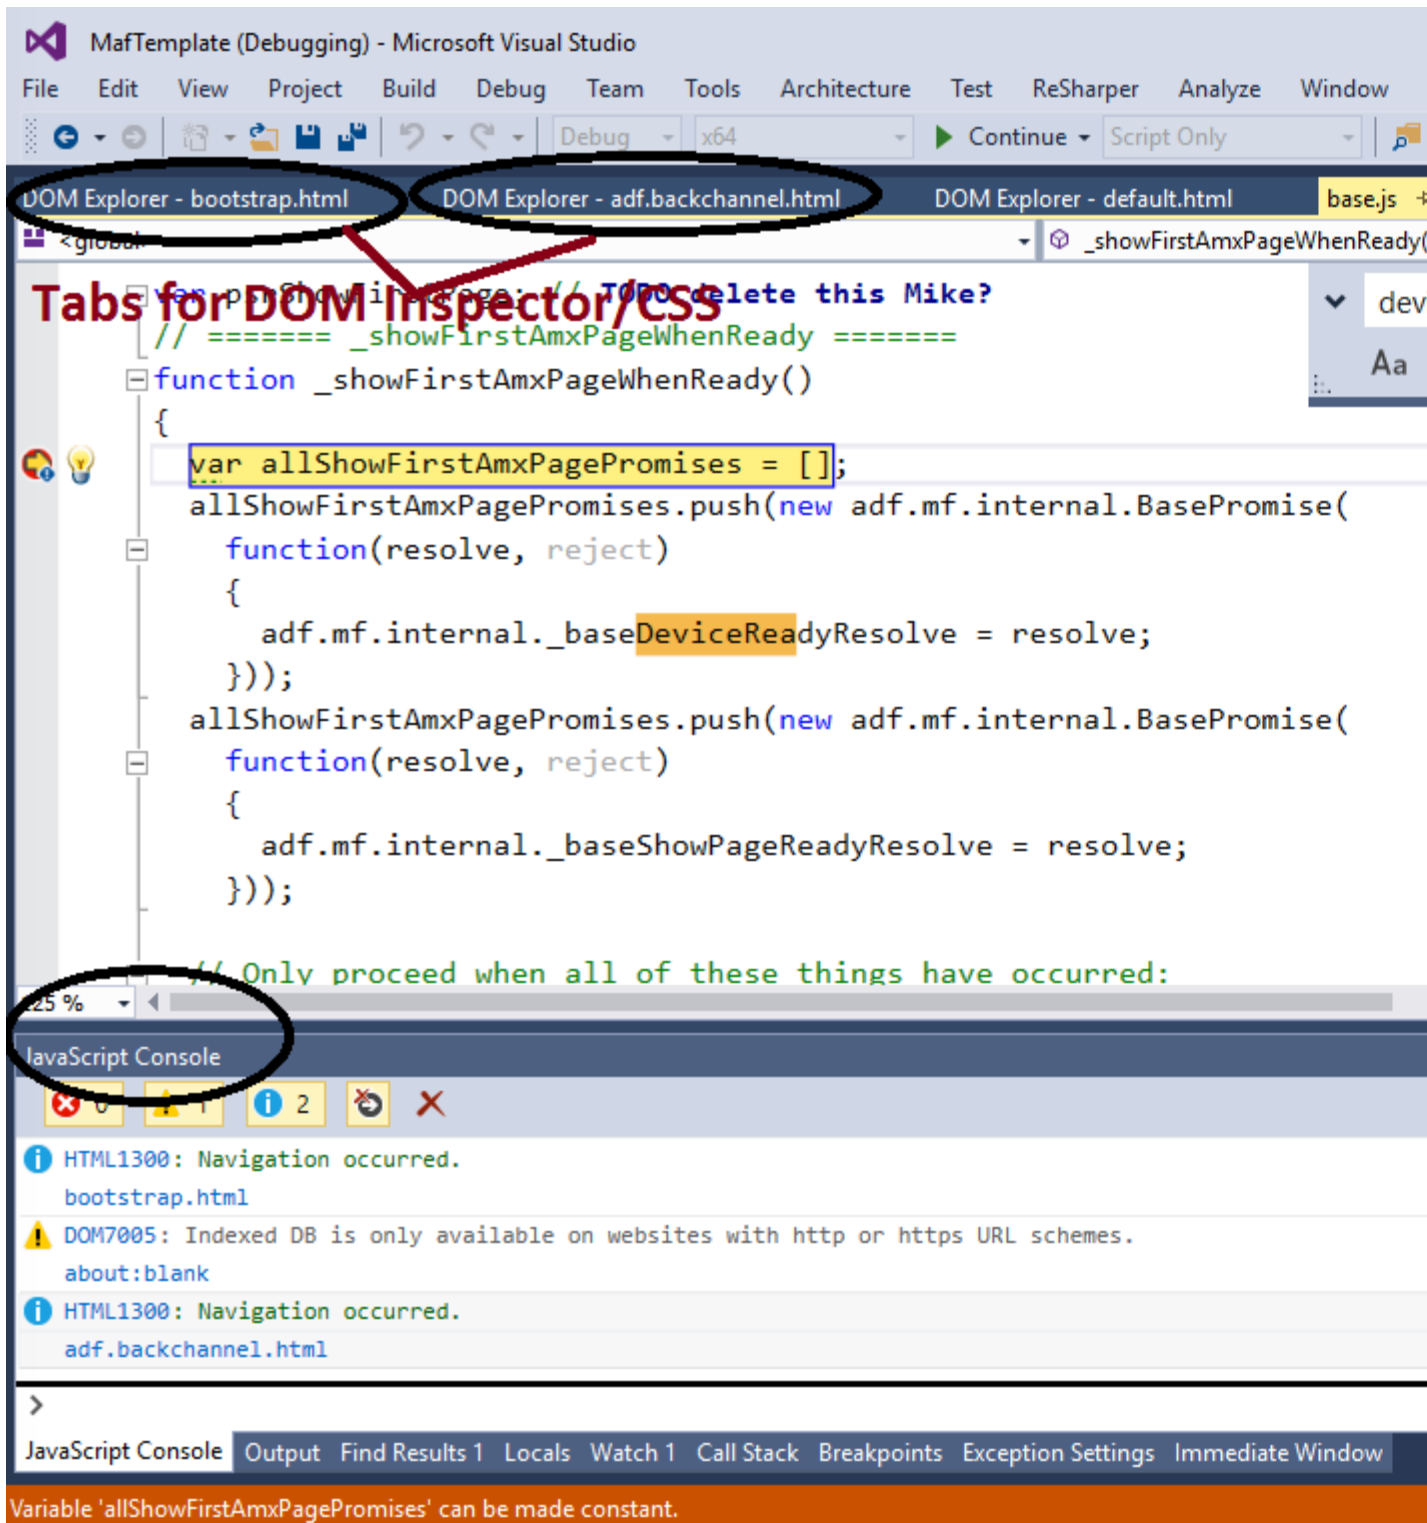 MafTemplate (Debugging) - Microsoft Visual Studio
File Edit View Project Build Debug Team Tools Architecture Test ReSharper Analyze Window
Debug x64 Continue Script Only
DOM Explorer - bootstrap.html DOM Explorer - adf.backchannel.html DOM Explorer - default.html base.js
<global> _showFirstAmxPageWhenReady(
var // TODO delete this Mike?
Tabs for DOM Inspector/CSS
dev
// ======= _showFirstAmxPageWhenReady =======
Aa
function _showFirstAmxPageWhenReady()
{
var allShowFirstAmxPagePromises = [];
allShowFirstAmxPagePromises.push(new adf.mf.internal.BasePromise(
function(resolve, reject)
{
adf.mf.internal._baseDeviceReadyResolve = resolve;
}));
allShowFirstAmxPagePromises.push(new adf.mf.internal.BasePromise(
function(resolve, reject)
{
adf.mf.internal._baseShowPageReadyResolve = resolve;
}));
// Only proceed when all of these things have occurred:
125 %
JavaScript Console
0 1 2
HTML1300: Navigation occurred.
bootstrap.html
DOM7005: Indexed DB is only available on websites with http or https URL schemes.
about:blank
HTML1300: Navigation occurred.
adf.backchannel.html
>
JavaScript Console Output Find Results 1 Locals Watch 1 Call Stack Breakpoints Exception Settings Immediate Window
Variable 'allShowFirstAmxPagePromises' can be made constant.